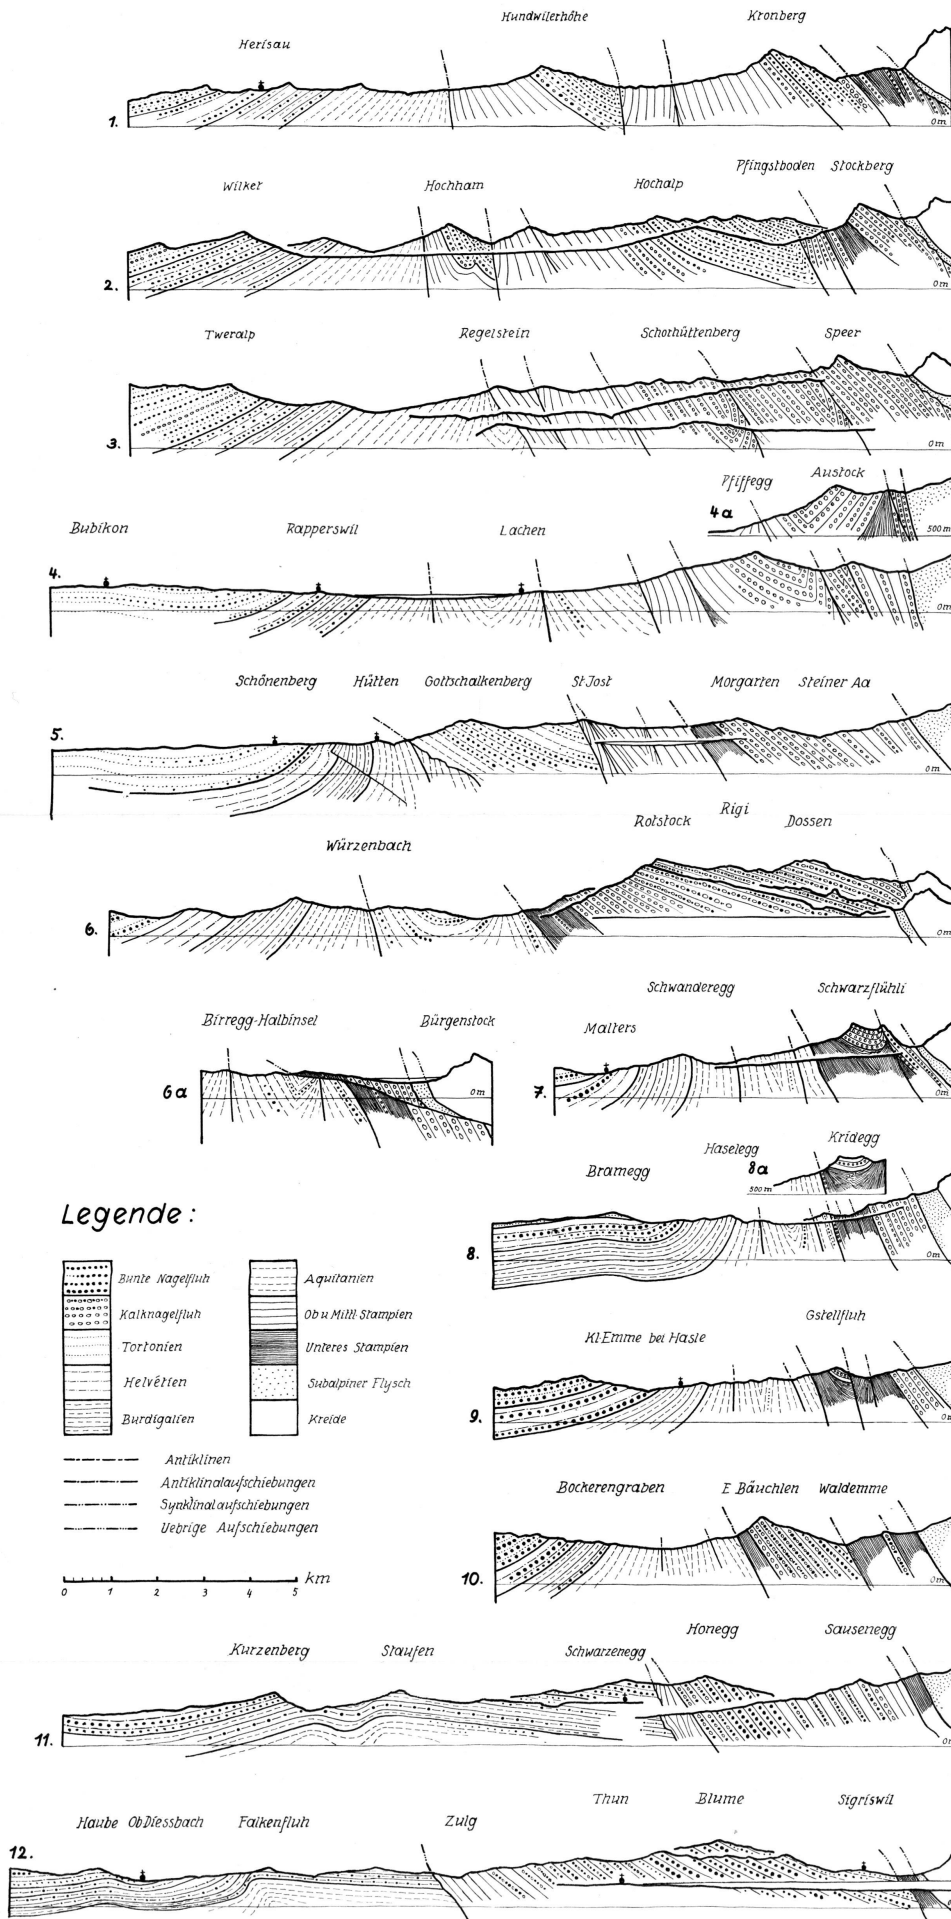 Hundwilerhöhe Kronberg
Herisau
1. 0m
Pfingstboden Stockberg
Wilket Hochham Hochalp
2. 0m
Tweralp Regelstein Schorhüttenberg Speer
3. 0m
Pfiffegg Austock
4a 500m
Bubikon Rapperswil Lachen
4. 0m
Schönenberg Hütten Gottschalkenberg St Jost Morgarten Steiner Aa
5. 0m
Rotstock Rigi Dossen
Würzenbach
6. 0m
Schwanderegg Schwarzflühli
Birregg-Halbinsel Bürgenstock Malters
6a 0m 7. 0m
Haselegg Kridegg
Bramegg 8a
500m
8. 0m
Legende:
Bunte Nagelfluh Aquitanien
Kalknagelfluh Ob u Mittl. Stampien
Tortonien Unteres Stampien
Helvétien Subalpiner Flysch
Burdigalien Kreide
Gstellfluh
Kl. Emme bei Hasle
9. 0m
Antiklinen
Antiklinalaufschiebungen
Synklinalaufschiebungen
Uebrige Aufschiebungen
km
0 1 2 3 4 5
Bockerengraben E Bäuchlen Waldemme
10. 0m
Honegg Sausenegg
Kurzenberg Staufen Schwarzenegg
11. 0m
Thun Blume Sigriswil
Haube Ob Diessbach Falkenfluh Zulg
12.